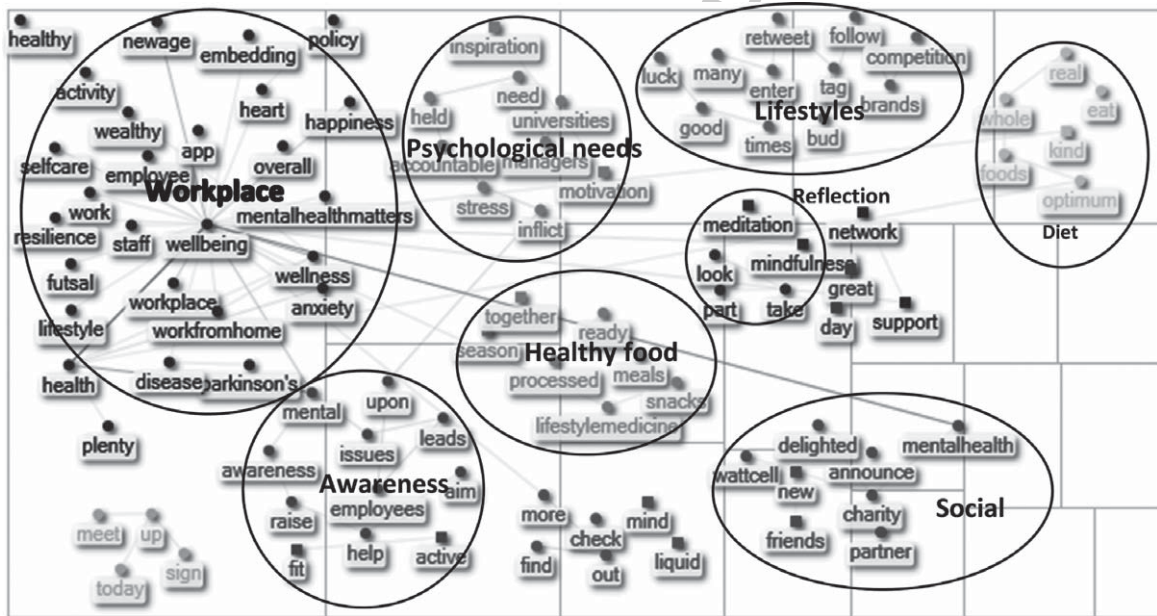 healthy
newage
embedding
policy
activity
heart
happiness
wealthy
app
overall
selfcare
employee
Workplace
work
mentalhealthmatters
resilience
staff
wellbeing
futsal
wellness
workplace
anxiety
lifestyle
workfromhome
health
disease
parkinson's
plenty
inspiration
need
held
universities
Psychological needs
accountable
managers
motivation
stress
inflict
retweet
follow
luck
many
competition
enter
tag
Lifestyles
brands
good
times
bud
real
whole
eat
kind
foods
optimum
Diet
Reflection
meditation
network
look
mindfulness
great
part
take
day
support
together
ready
season
Healthy food
processed
meals
snacks
lifestylemedicine
mental
upon
leads
issues
awareness
Awareness
aim
raise
employees
help
active
fit
meet
up
today
sign
more
mind
check
find
out
liquid
delighted
mentalhealth
wattcell
announce
new
charity
Social
friends
partner